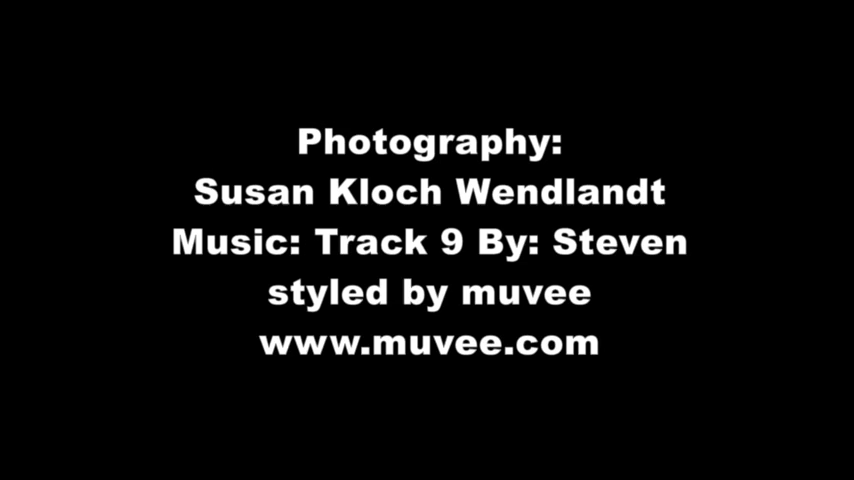 Photography:
Susan Kloch Wendlandt
Music: Track 9 By: Steven
styled by muvee
www.muvee.com